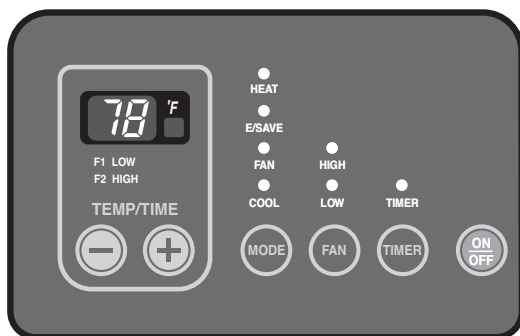 78 °F
F1 LOW
F2 HIGH
TEMP/TIME
− +
HEAT
E/SAVE
FAN HIGH
COOL LOW TIMER
MODE FAN TIMER ON
OFF